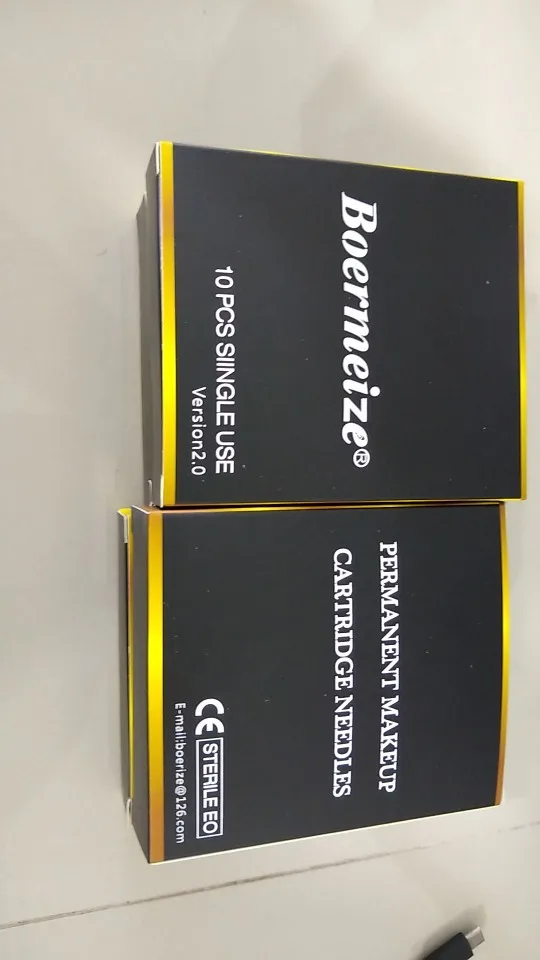 Boermeize®
10 PCS SIINGLE USE
Version2.0
PERMANENT MAKEUP
CARTRIDGE NEEDLES
CE STERILE EO
E-mail:boerize@126.com